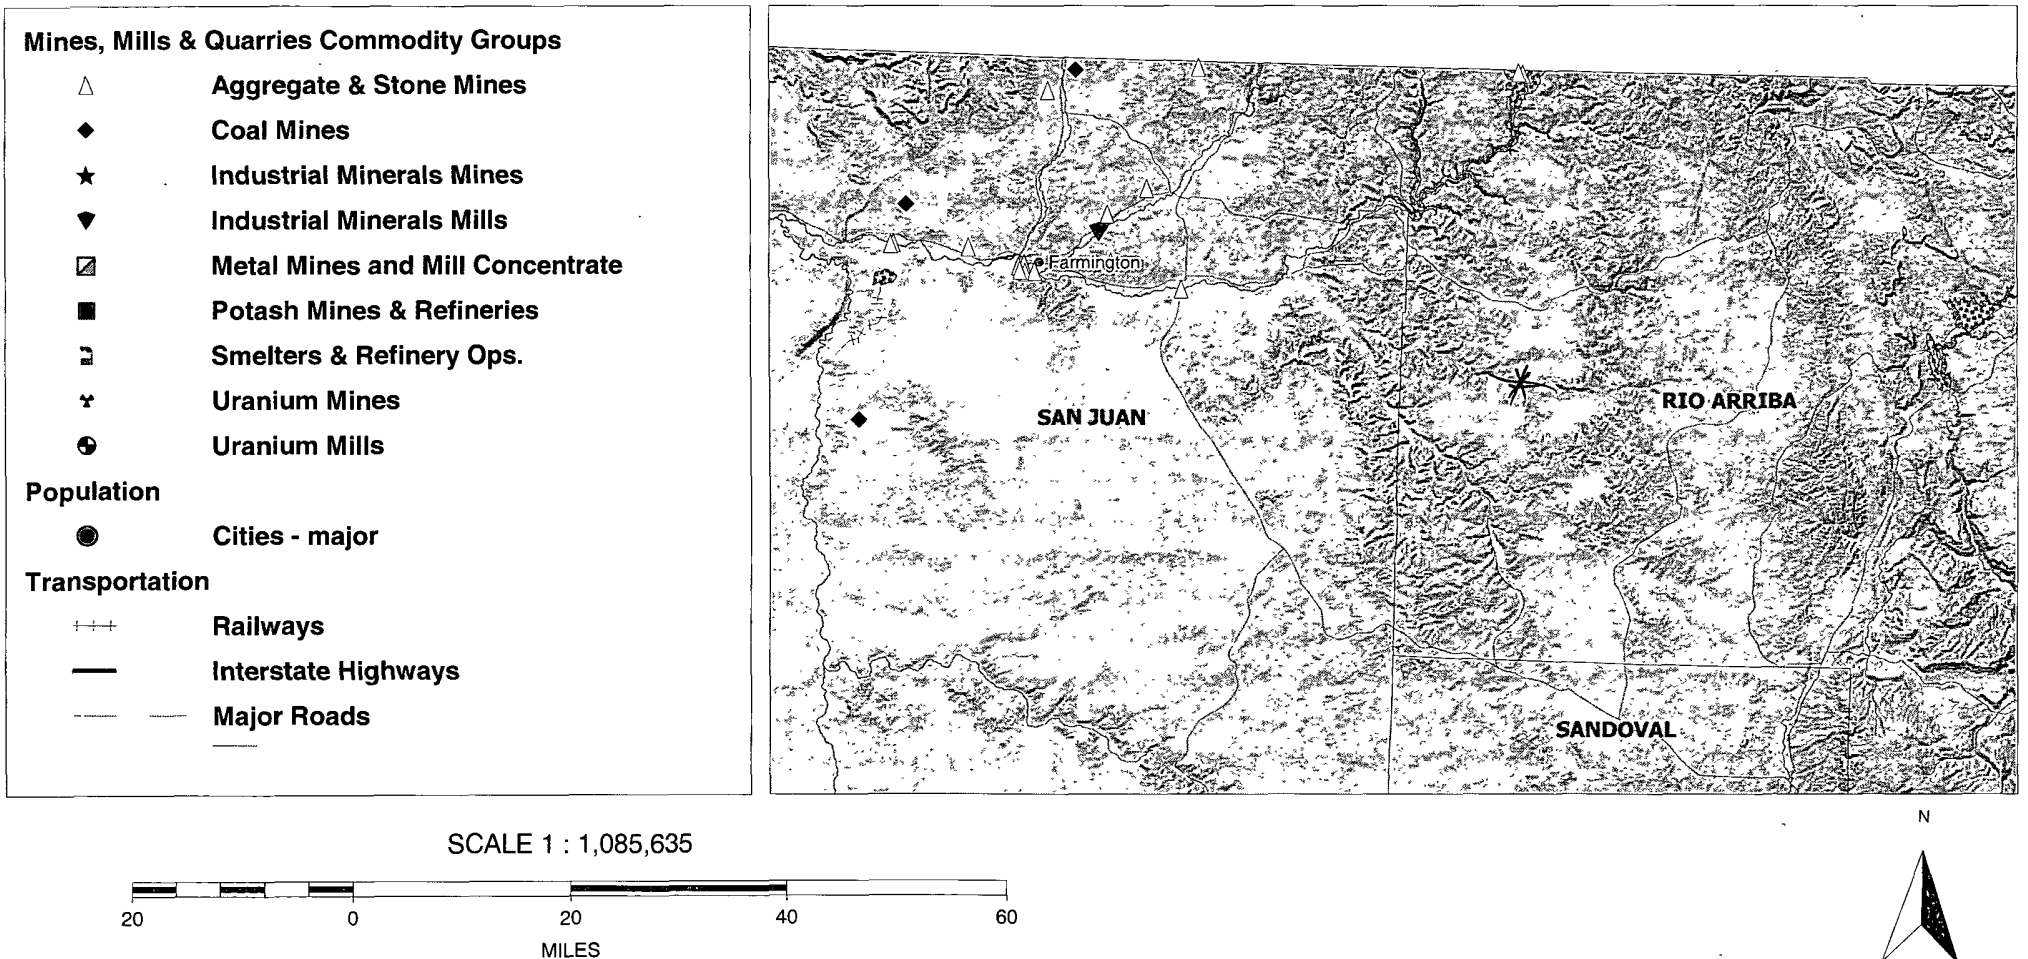 Mines, Mills & Quarries Commodity Groups
Aggregate & Stone Mines
Coal Mines
Industrial Minerals Mines
Industrial Minerals Mills
Metal Mines and Mill Concentrate
Potash Mines & Refineries
Smelters & Refinery Ops.
Uranium Mines
Uranium Mills
Population
Cities - major
Transportation
Railways
Interstate Highways
Major Roads
Farmington
SAN JUAN
RIO ARRIBA
SANDOVAL
SCALE 1 : 1,085,635
20 0 20 40 60
MILES
N